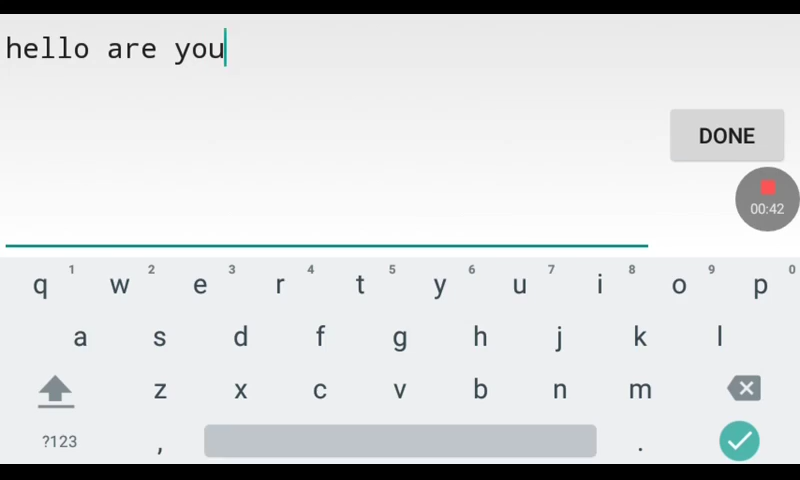 hello are you
DONE
00:42
q 1 w 2 e 3 r 4 t 5 y 6 u 7 i 8 o 9 p 0
a s d f g h j k l
z x c v b n m
?123 , .